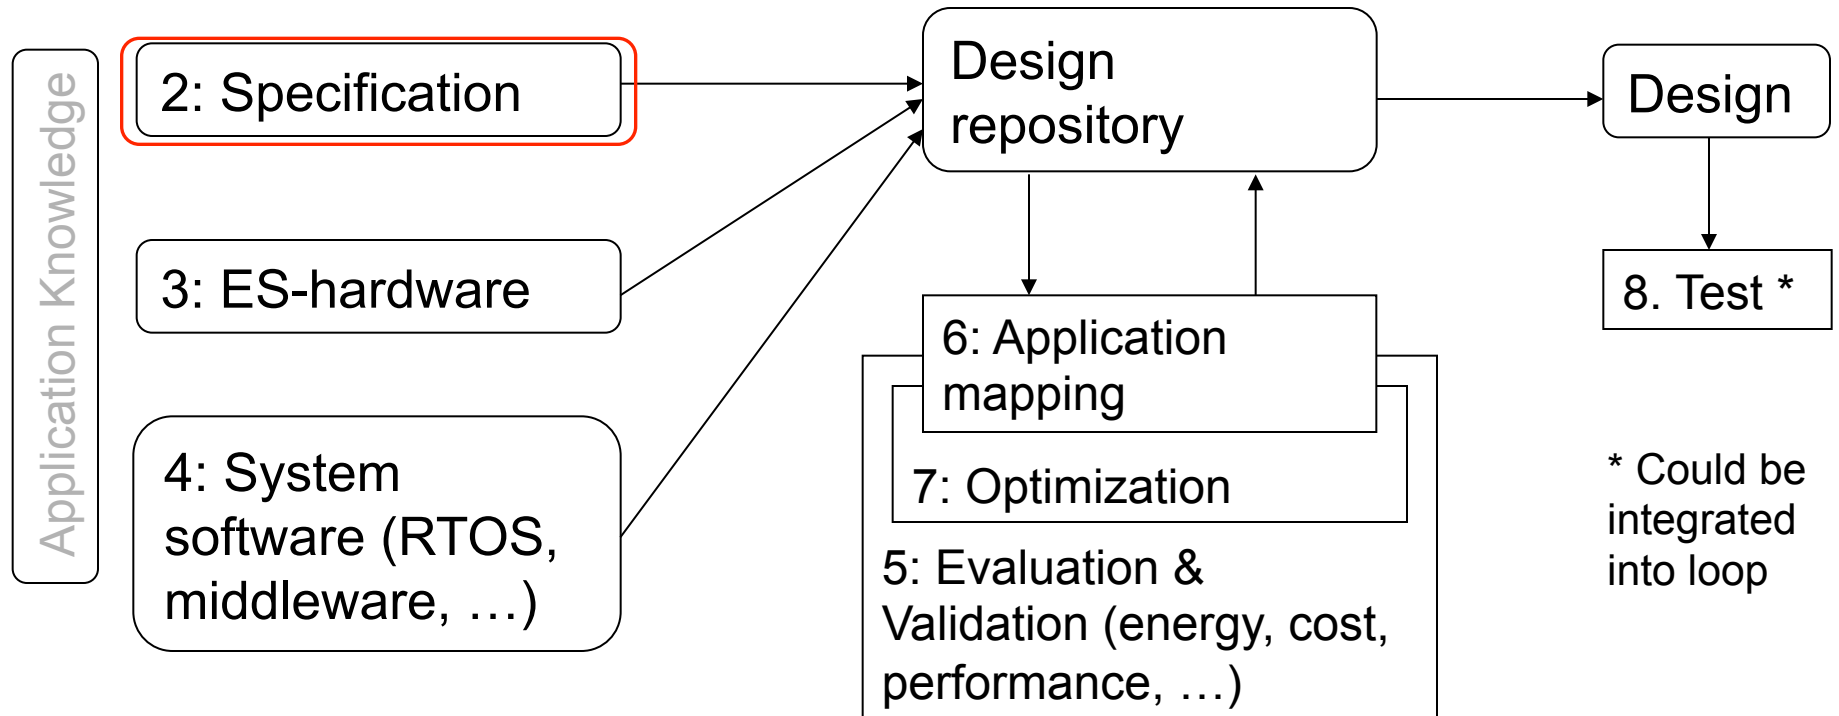 Application Knowledge
2: Specification
3: ES-hardware
4: System
software (RTOS,
middleware, …)
Design
repository
6: Application
mapping
7: Optimization
5: Evaluation &
Validation (energy, cost,
performance, …)
Design
8. Test *
* Could be
integrated
into loop